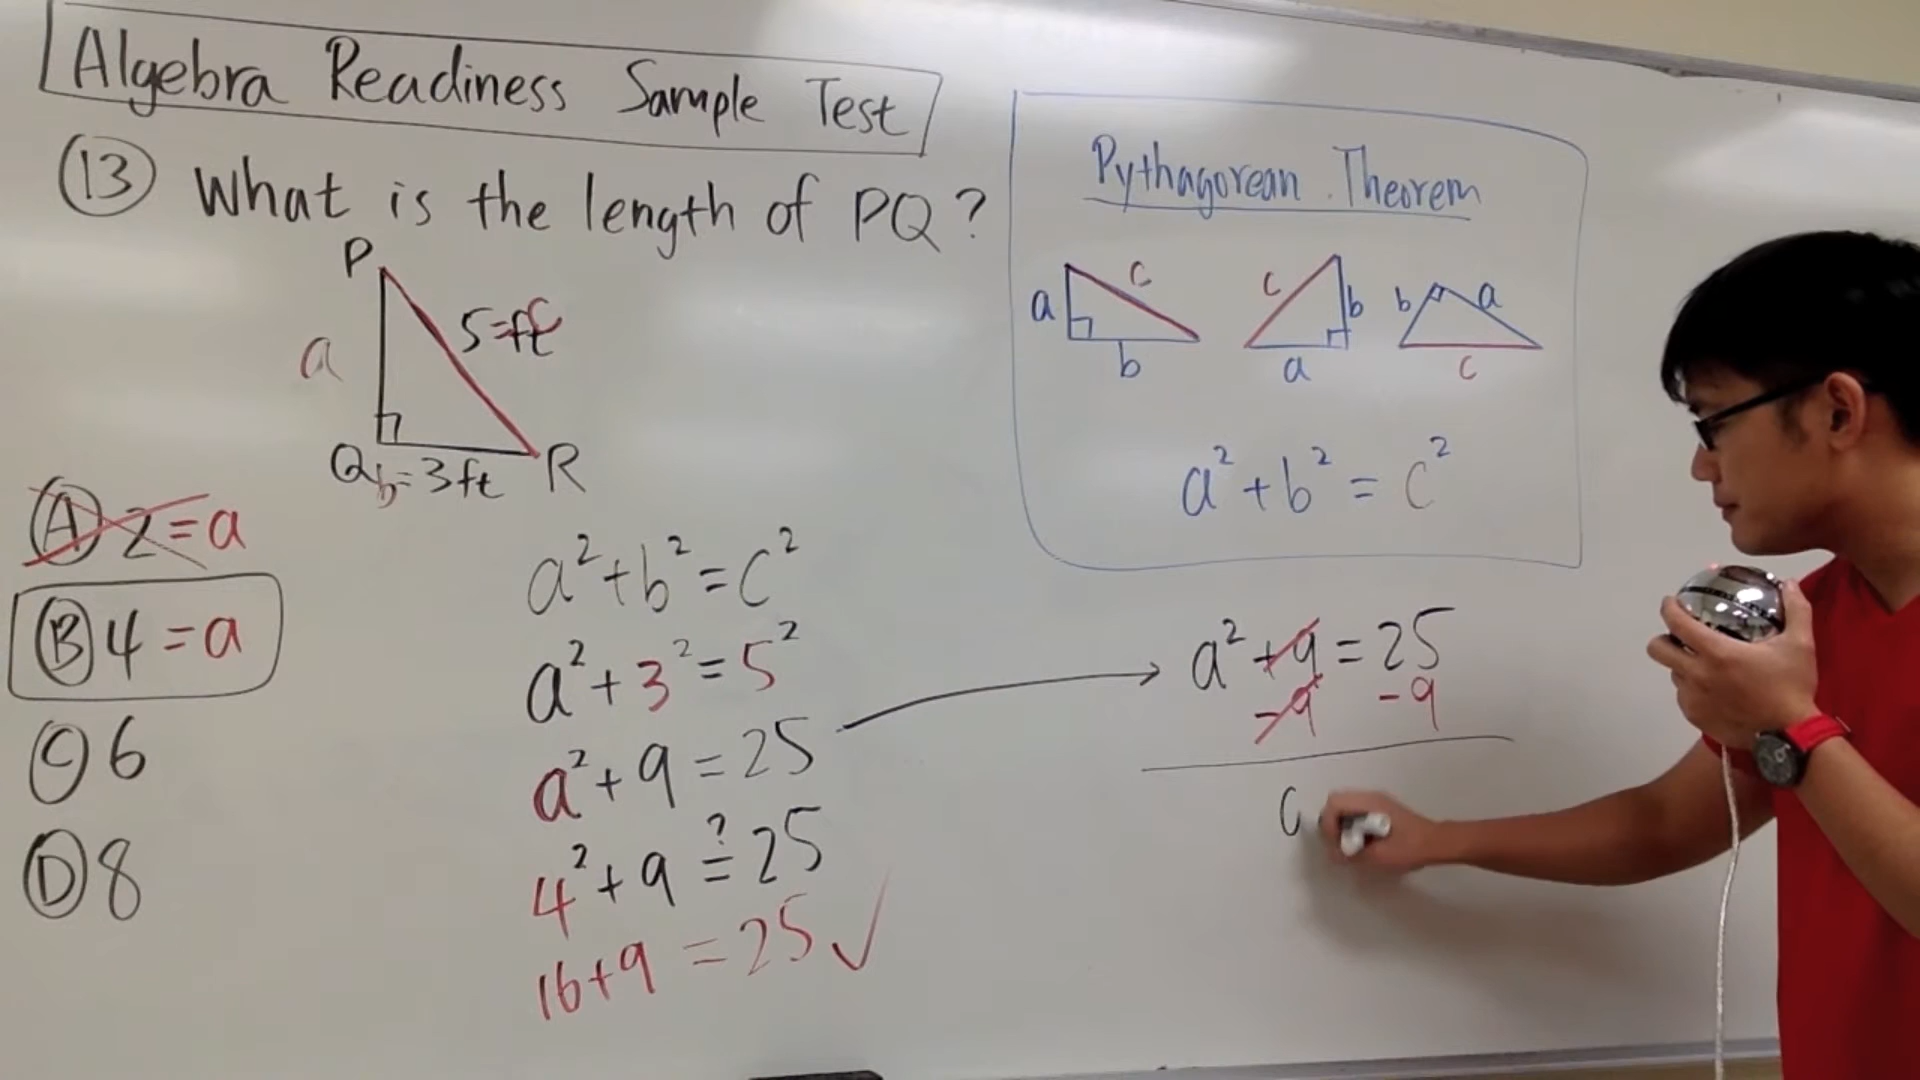 Algebra Readiness Sample Test
13 What is the length of PQ?
P
a
5=ft c
Q
b=3ft
R
A 2=a
B 4=a
C 6
D 8
a²+b²=c²
a²+3²=5²
a²+9=25
4²+9≟25
16+9=25✓
Pythagorean Theorem
a c b
c b a
b a c
a²+b²=c²
a²+9=25
-9 -9
a